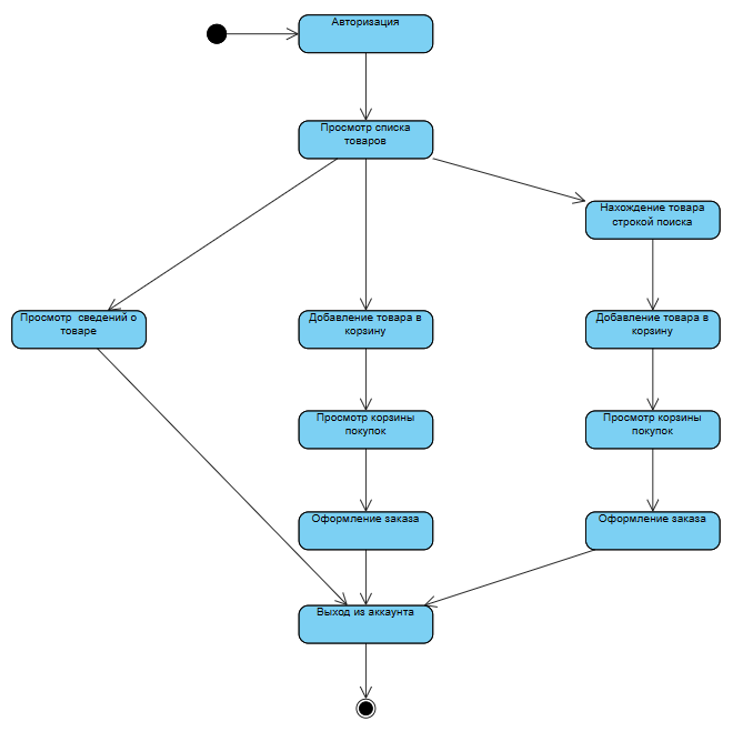 Авторизация
Просмотр списка
товаров
Нахождение товара
строкой поиска
Просмотр сведений о
товаре
Добавление товара в
корзину
Добавление товара в
корзину
Просмотр корзины
покупок
Просмотр корзины
покупок
Оформление заказа
Оформление заказа
Выход из аккаунта